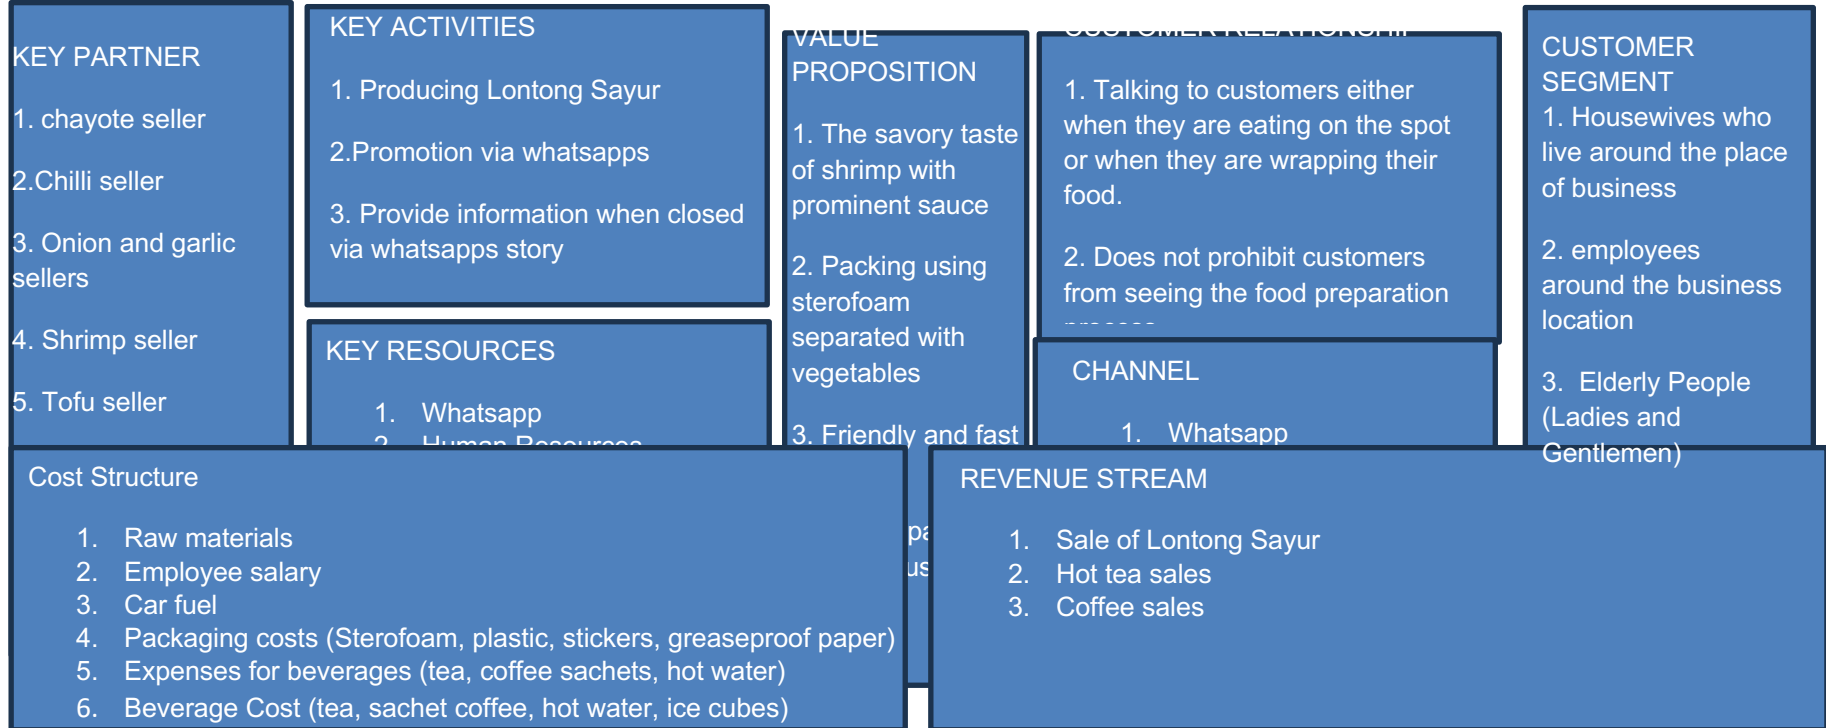 KEY PARTNER
1. chayote seller
2.Chilli seller
3. Onion and garlic
sellers
4. Shrimp seller
5. Tofu seller
KEY ACTIVITIES
1. Producing Lontong Sayur
2.Promotion via whatsapps
3. Provide information when closed
via whatsapps story
KEY RESOURCES
1. Whatsapp
2. Human Resources
VALUE
PROPOSITION
1. The savory taste
of shrimp with
prominent sauce
2. Packing using
sterofoam
separated with
vegetables
3. Friendly and fast
CUSTOMER RELATIONSHIP
1. Talking to customers either
when they are eating on the spot
or when they are wrapping their
food.
2. Does not prohibit customers
from seeing the food preparation
CHANNEL
1. Whatsapp
CUSTOMER
SEGMENT
1. Housewives who
live around the place
of business
2. employees
around the business
location
3. Elderly People
(Ladies and
Gentlemen)
Cost Structure
1. Raw materials
2. Employee salary
3. Car fuel
4. Packaging costs (Sterofoam, plastic, stickers, greaseproof paper)
5. Expenses for beverages (tea, coffee sachets, hot water)
6. Beverage Cost (tea, sachet coffee, hot water, ice cubes)
REVENUE STREAM
1. Sale of Lontong Sayur
2. Hot tea sales
3. Coffee sales